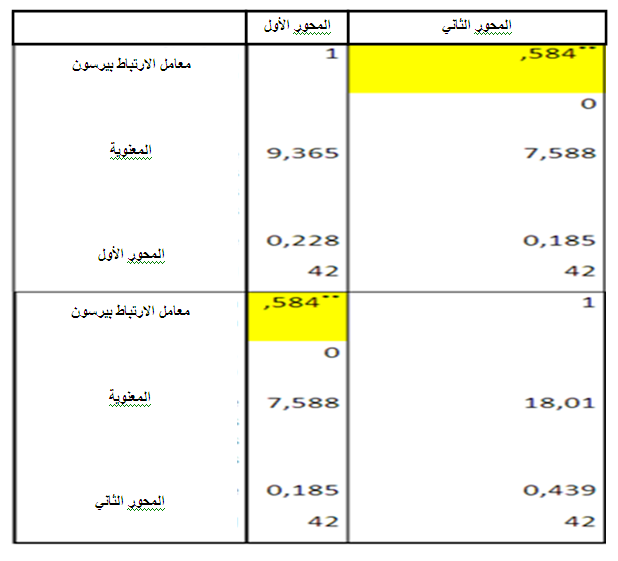 المحور الأول المحور الثاني
معامل الارتباط بيرسون 1 ,584**
0
المعنوية 9,365 7,588
0,228 0,185
المحور الأول
42 42
معامل الارتباط بيرسون ,584** 1
0
المعنوية 7,588 18,01
0,185 0,439
المحور الثاني
42 42